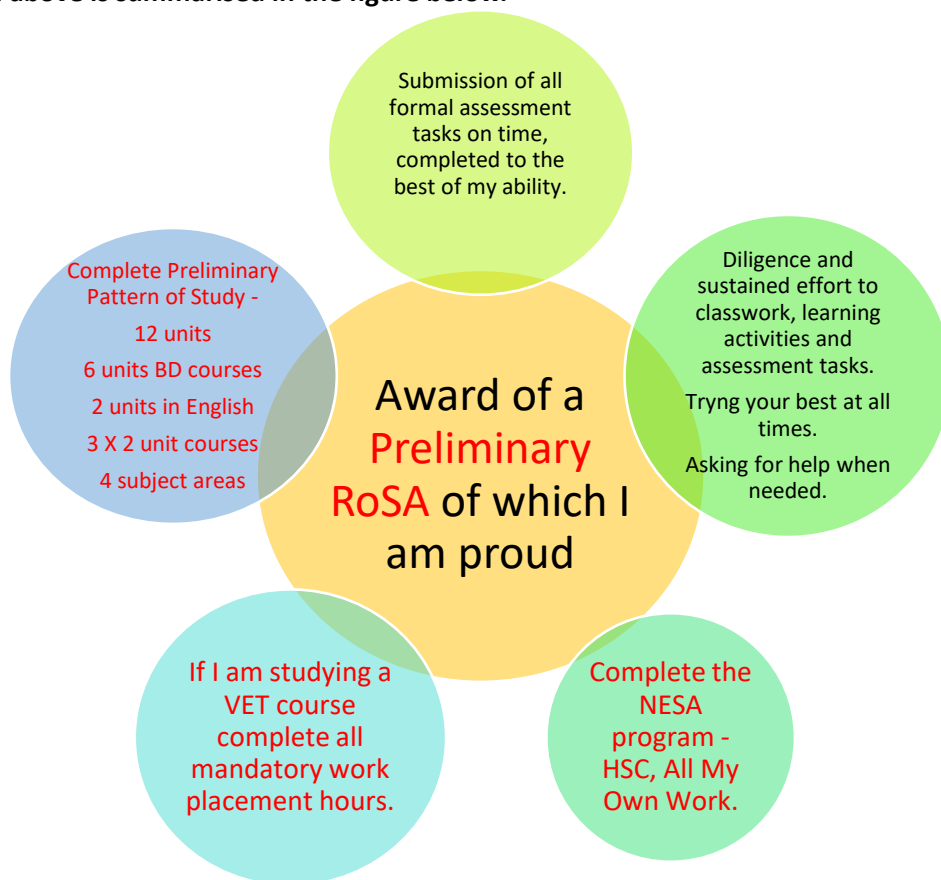 above is summarised in the figure below.
Submission of all
formal assessment
tasks on time,
completed to the
best of my ability.
Diligence and
sustained effort to
classwork, learning
activities and
assessment tasks.
Tryng your best at all
times.
Asking for help when
needed.
Complete the
NESA
program -
HSC, All My
Own Work.
If I am studying a
VET course
complete all
mandatory work
placement hours.
Complete Preliminary
Pattern of Study -
12 units
6 units BD courses
2 units in English
3 X 2 unit courses
4 subject areas
Award of a
Preliminary
RoSA of which I
am proud